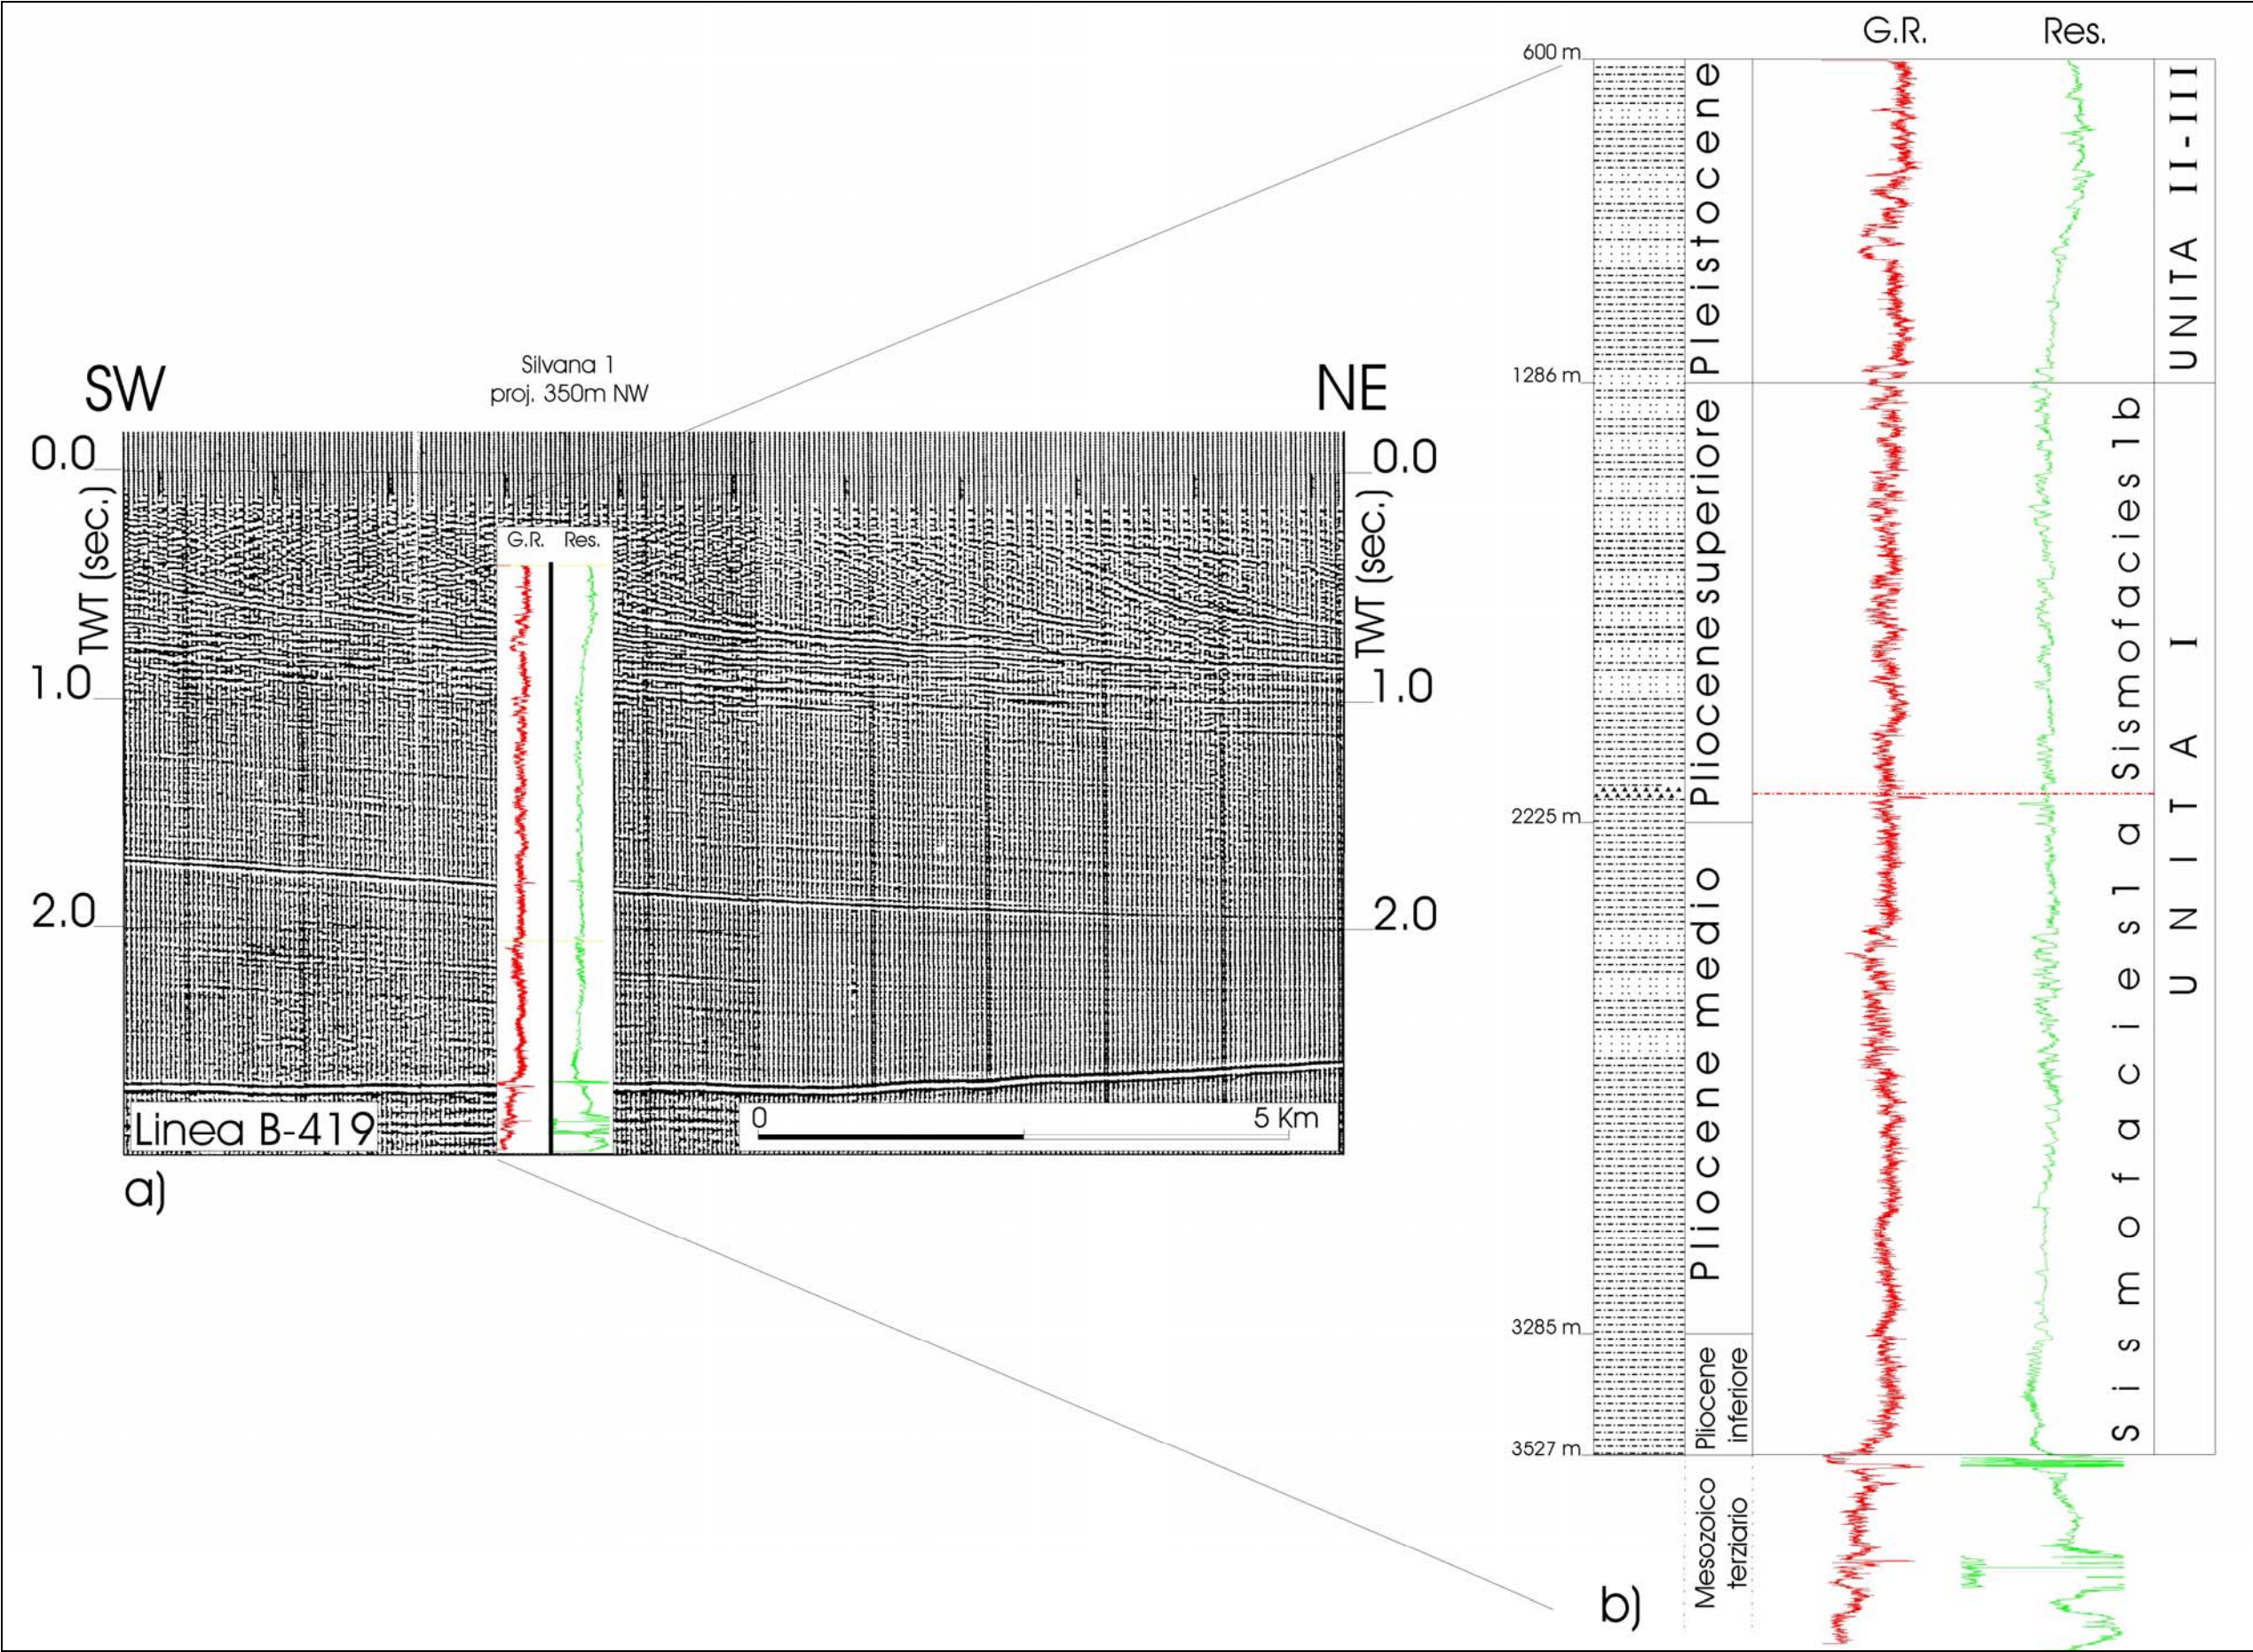 SW
Silvana 1
proj. 350m NW
NE
0.0
1.0
2.0
TWT (sec.)
G.R. Res.
0.0
1.0
2.0
TWT (sec.)
Linea B-419
0 5 Km
a)
G.R. Res.
600 m
1286 m
2225 m
3285 m
3527 m
Pleistocene
Pliocene superiore
Pliocene medio
Pliocene
inferiore
Mesozoico
terziario
Sismofacies 1b
Sismofacies 1a
UNITA II-III
UNITA I
b)